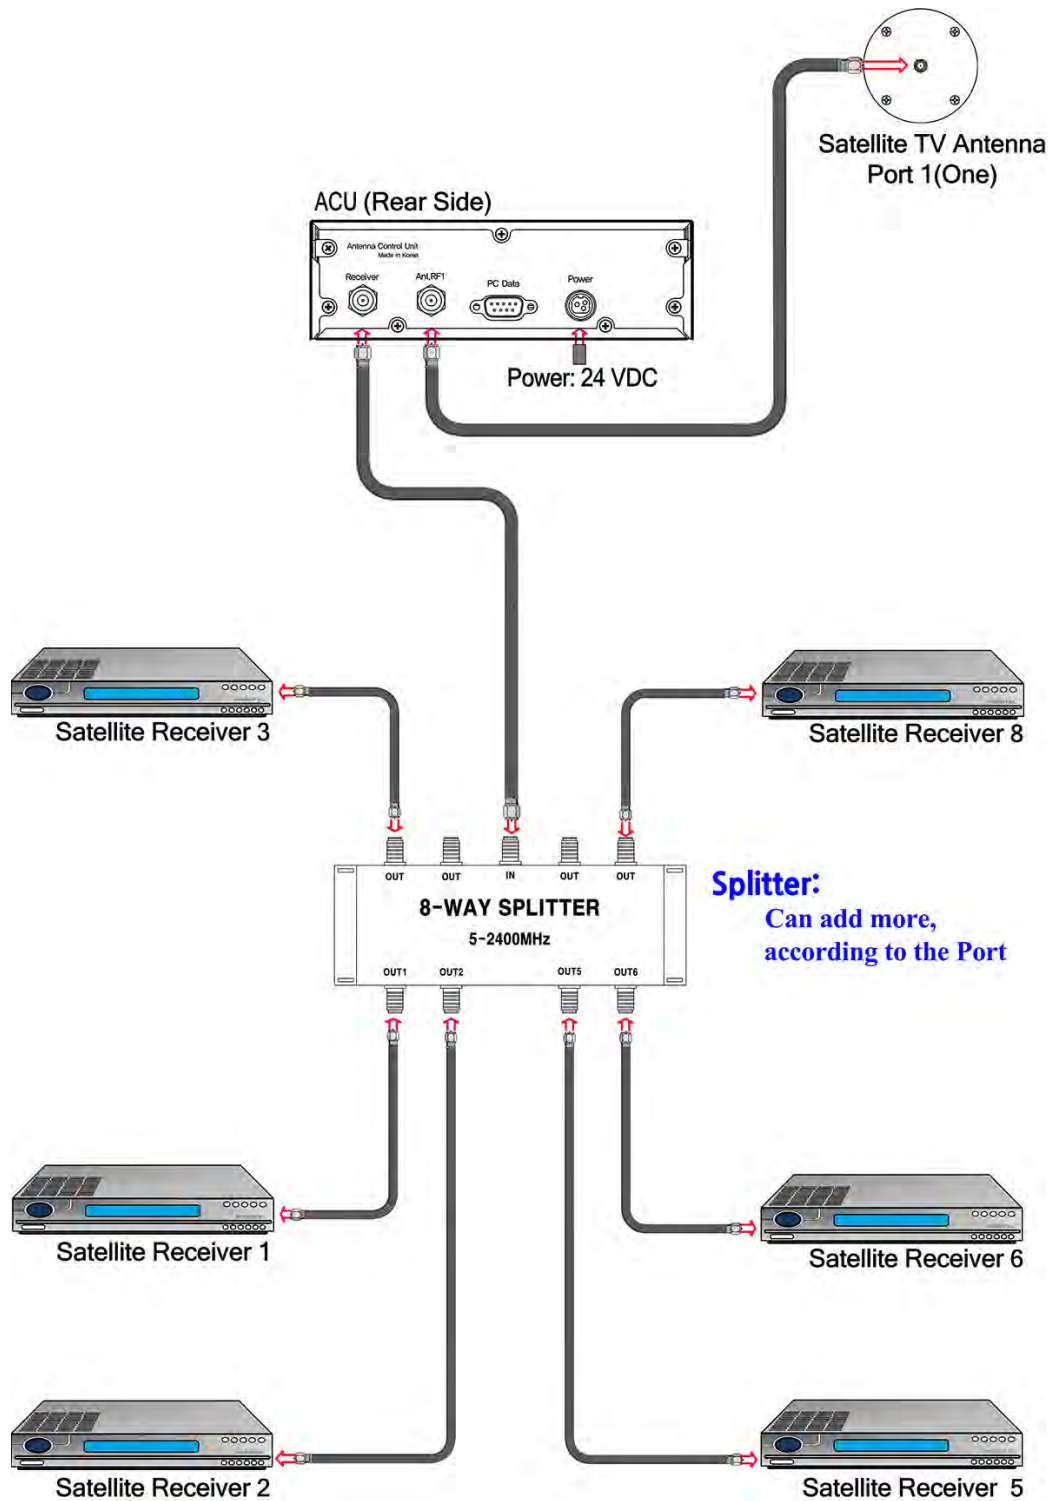 Satellite TV Antenna
Port 1(One)
ACU (Rear Side)
Antenna Control Unit
Made in Korea
Receiver
Ant,RF1
PC Data
Power
Power: 24 VDC
Satellite Receiver 3
Satellite Receiver 8
OUT
OUT
IN
OUT
OUT
8-WAY SPLITTER
5-2400MHz
OUT1
OUT2
OUT5
OUT6
Splitter:
Can add more,
according to the Port
Satellite Receiver 1
Satellite Receiver 6
Satellite Receiver 2
Satellite Receiver 5